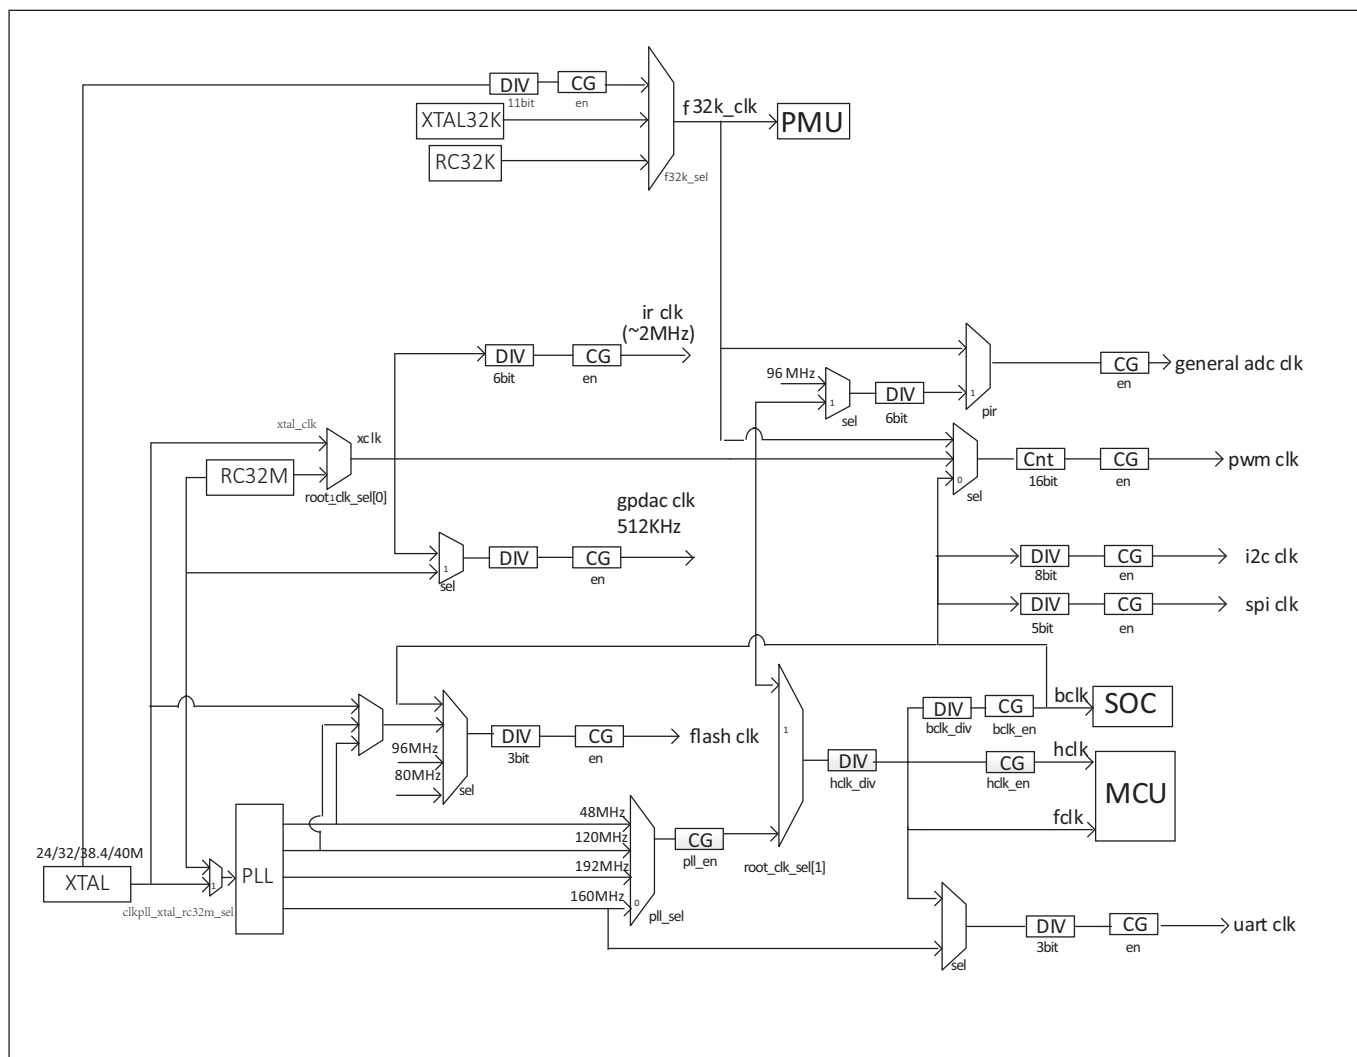 DIV
11bit
CG
en
XTAL32K
RC32K
f32k_sel
f32k_clk
PMU
ir clk
(~2MHz)
DIV
6bit
CG
en
96 MHz
1
sel
DIV
6bit
1
pir
CG
en
general adc clk
xtal_clk
xclk
RC32M
1
root_clk_sel[0]
0
sel
Cnt
16bit
CG
en
pwm clk
gpdac clk
512KHz
1
sel
DIV
CG
en
DIV
8bit
CG
en
i2c clk
DIV
5bit
CG
en
spi clk
96MHz
80MHz
sel
DIV
3bit
CG
en
flash clk
1
root_clk_sel[1]
DIV
hclk_div
DIV
bclk_div
CG
bclk_en
bclk
SOC
CG
hclk_en
hclk
fclk
MCU
24/32/38.4/40M
XTAL
1
clkpll_xtal_rc32m_sel
PLL
48MHz
120MHz
192MHz
160MHz
0
pll_sel
CG
pll_en
sel
DIV
3bit
CG
en
uart clk